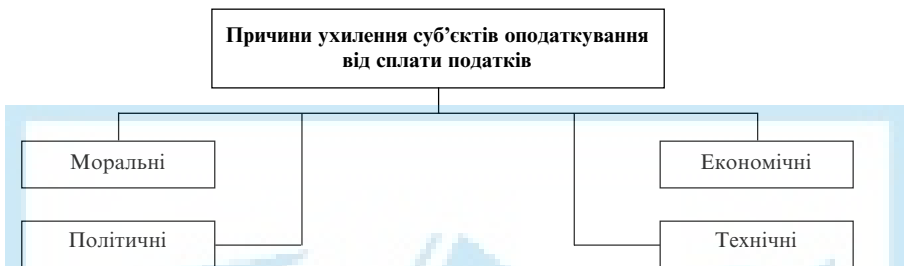 Причини ухилення суб’єктів оподаткування
від сплати податків
Моральні
Економічні
Політичні
Технічні